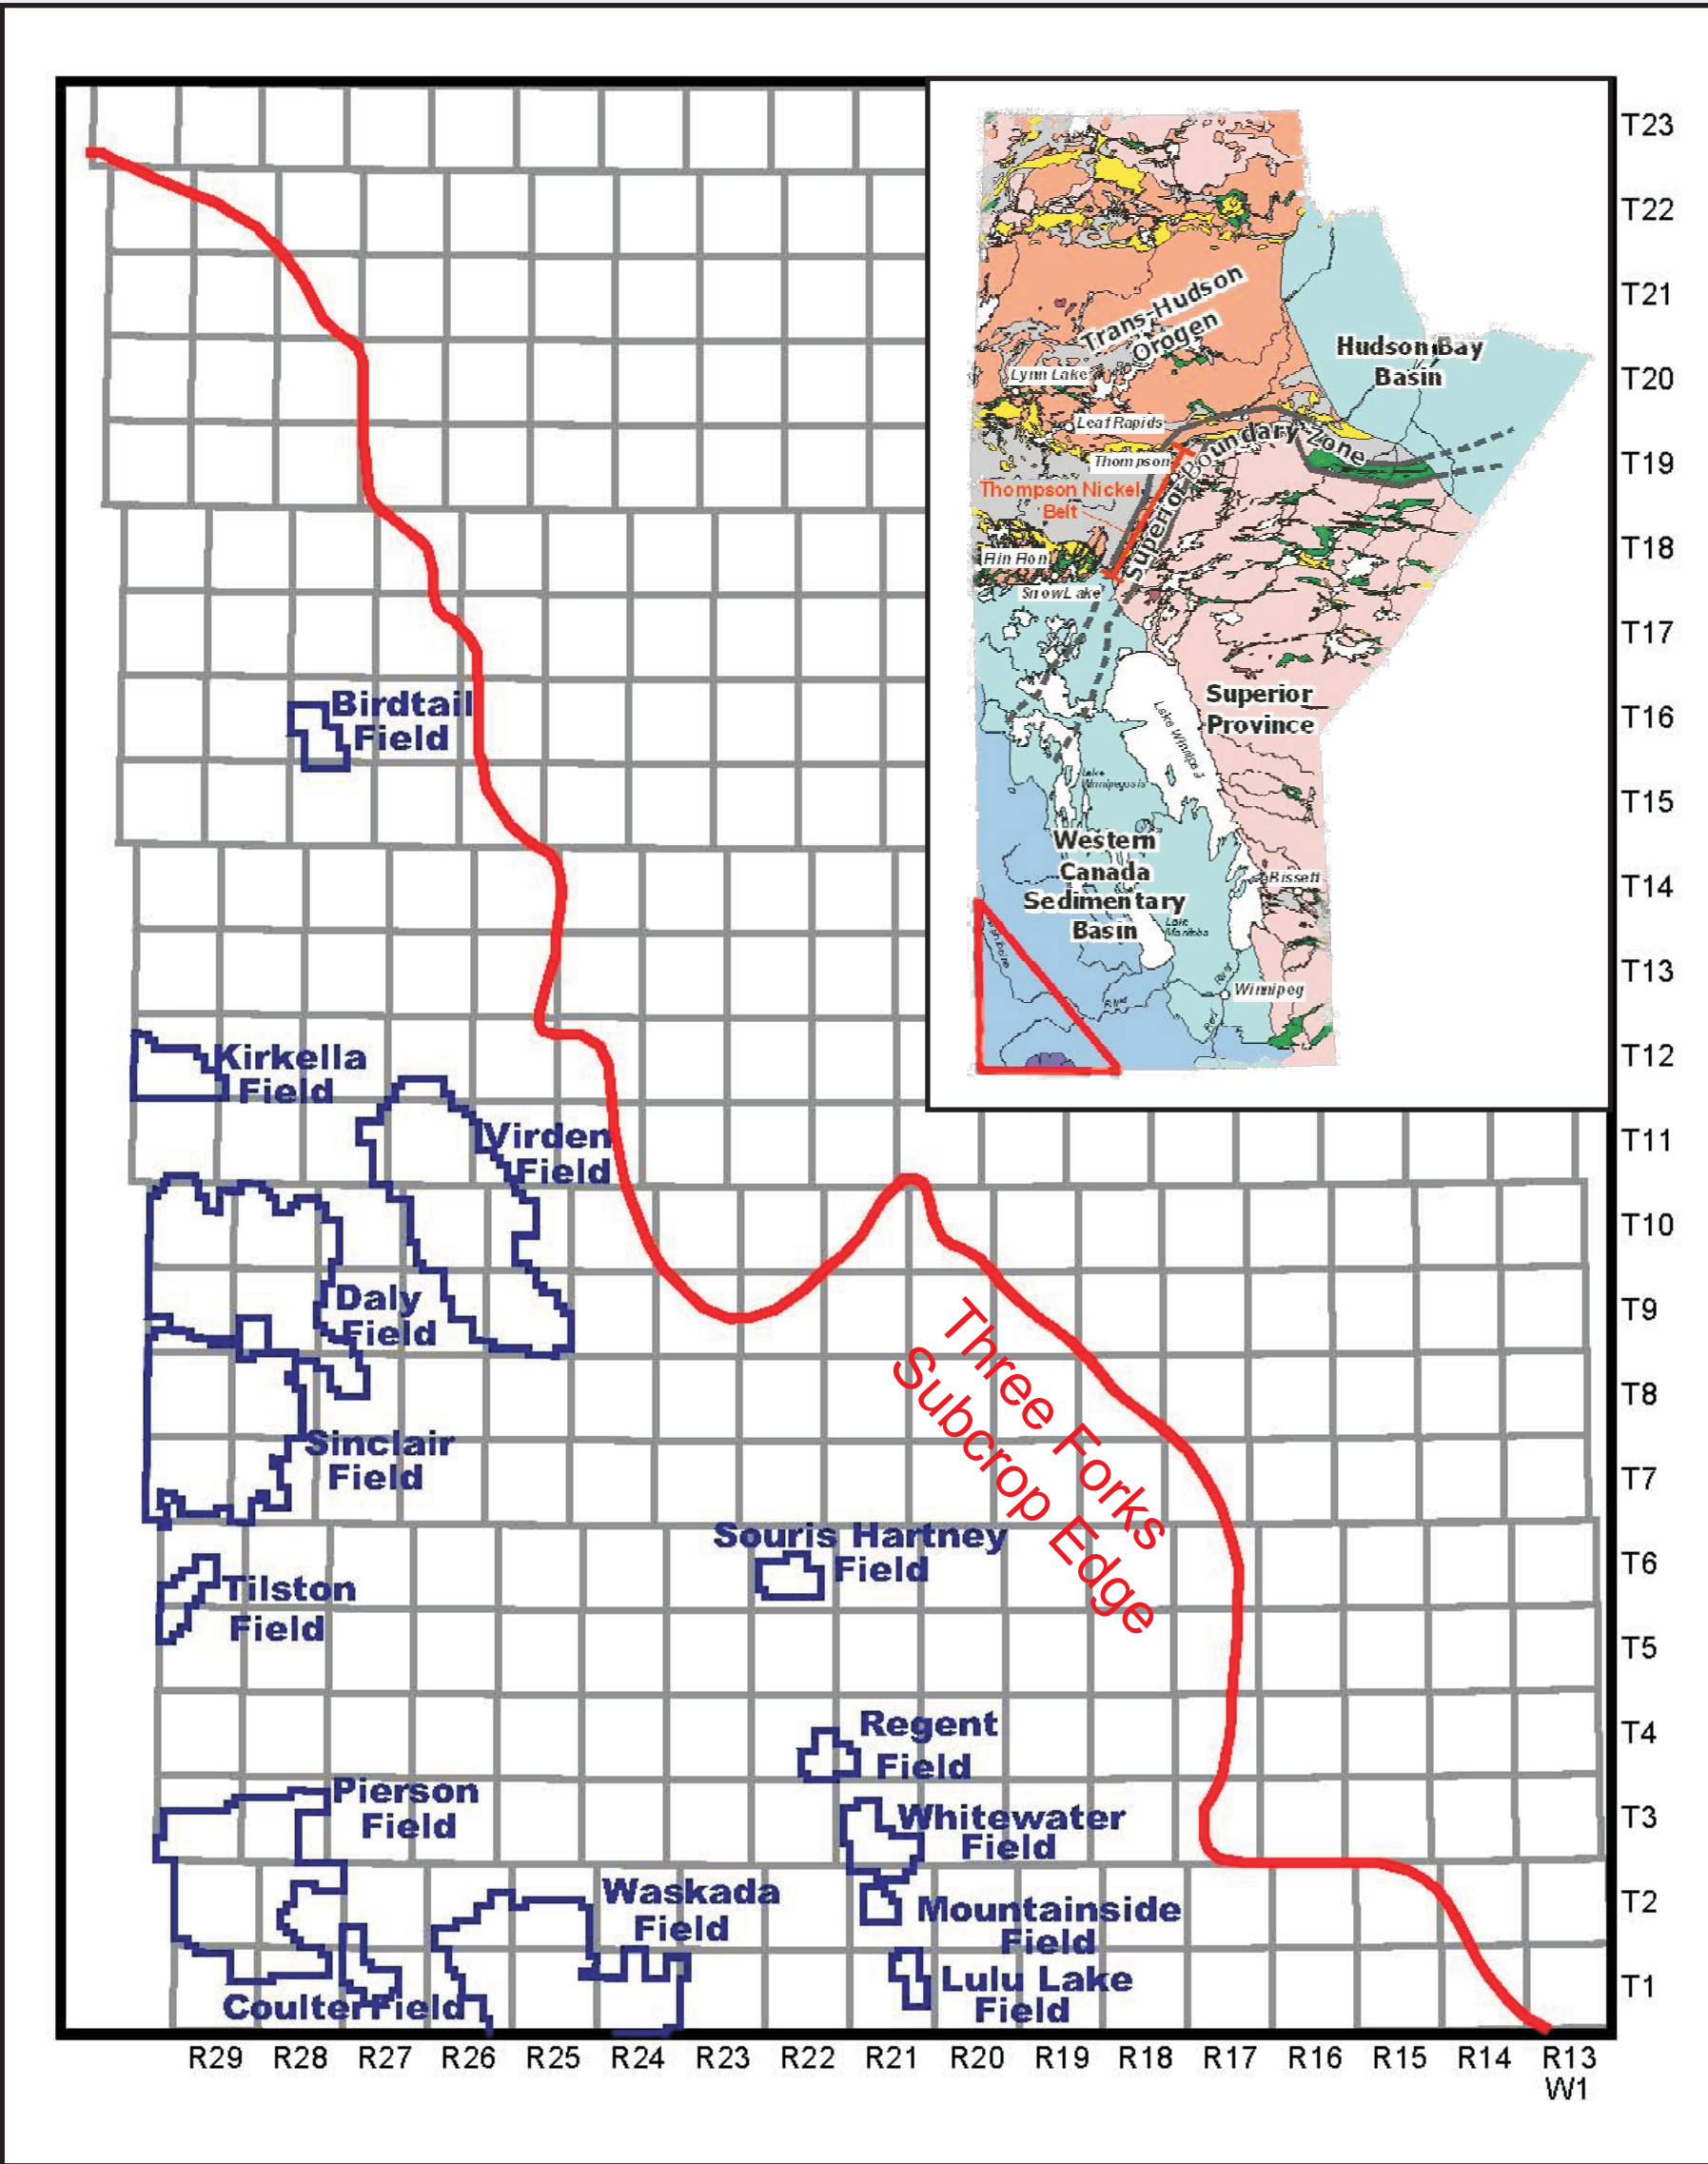 T23
T22
T21
T20
T19
T18
T17
T16
T15
T14
T13
T12
T11
T10
T9
T8
T7
T6
T5
T4
T3
T2
T1
Trans-Hudson
Orogen
Hudson Bay
Basin
Lynn Lake
Leaf Rapids
Thompson
Superior Boundary Zone
Thompson Nickel
Belt
Flin Flon
Snow Lake
Superior
Province
Lake Winnipeg
Lake
Winnipegosis
Western
Canada
Sedimentary
Basin
Bissett
Lake
Manitoba
Winnipeg
Birdtail
Field
Kirkella
Field
Virden
Field
Daly
Field
Sinclair
Field
Three Forks
Subcrop Edge
Souris Hartney
Field
Tilston
Field
Regent
Field
Pierson
Field
Whitewater
Field
Waskada
Field
Mountainside
Field
Lulu Lake
Field
Coulter Field
R29 R28 R27 R26 R25 R24 R23 R22 R21 R20 R19 R18 R17 R16 R15 R14 R13
W1